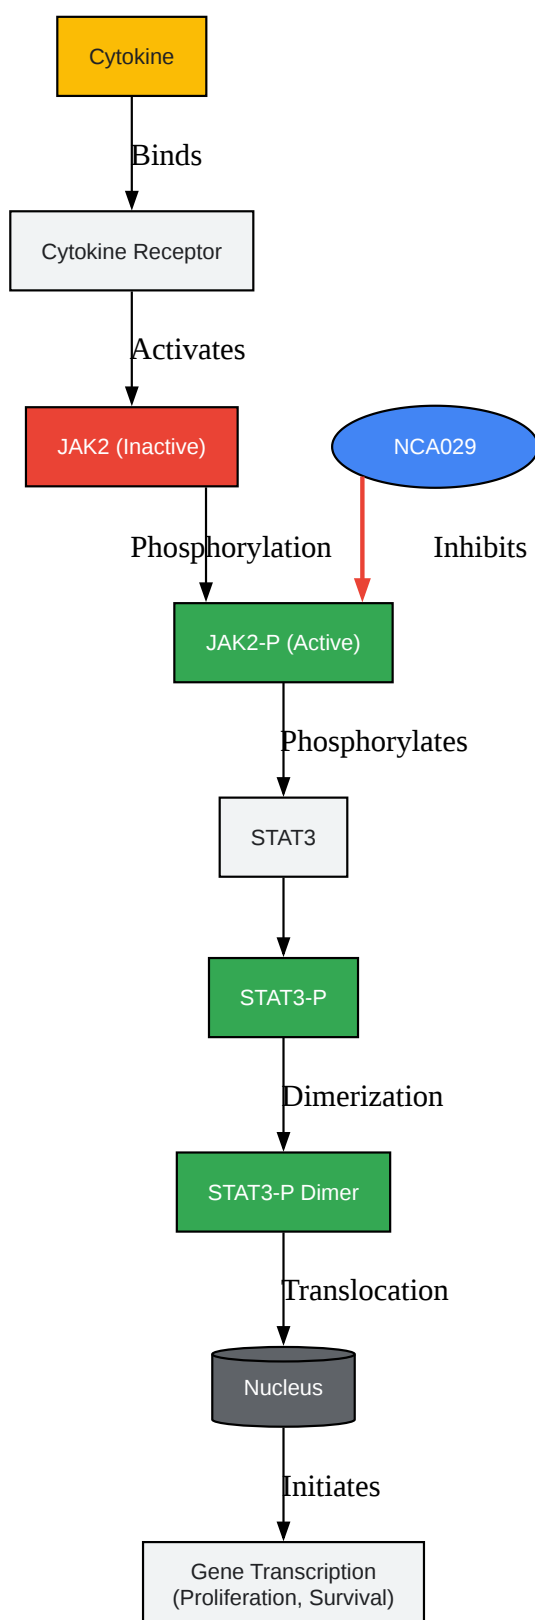 Cytokine
Binds
Cytokine Receptor
Activates
JAK2 (Inactive)
NCA029
Phosphorylation
Inhibits
JAK2-P (Active)
Phosphorylates
STAT3
STAT3-P
Dimerization
STAT3-P Dimer
Translocation
Nucleus
Initiates
Gene Transcription
(Proliferation, Survival)